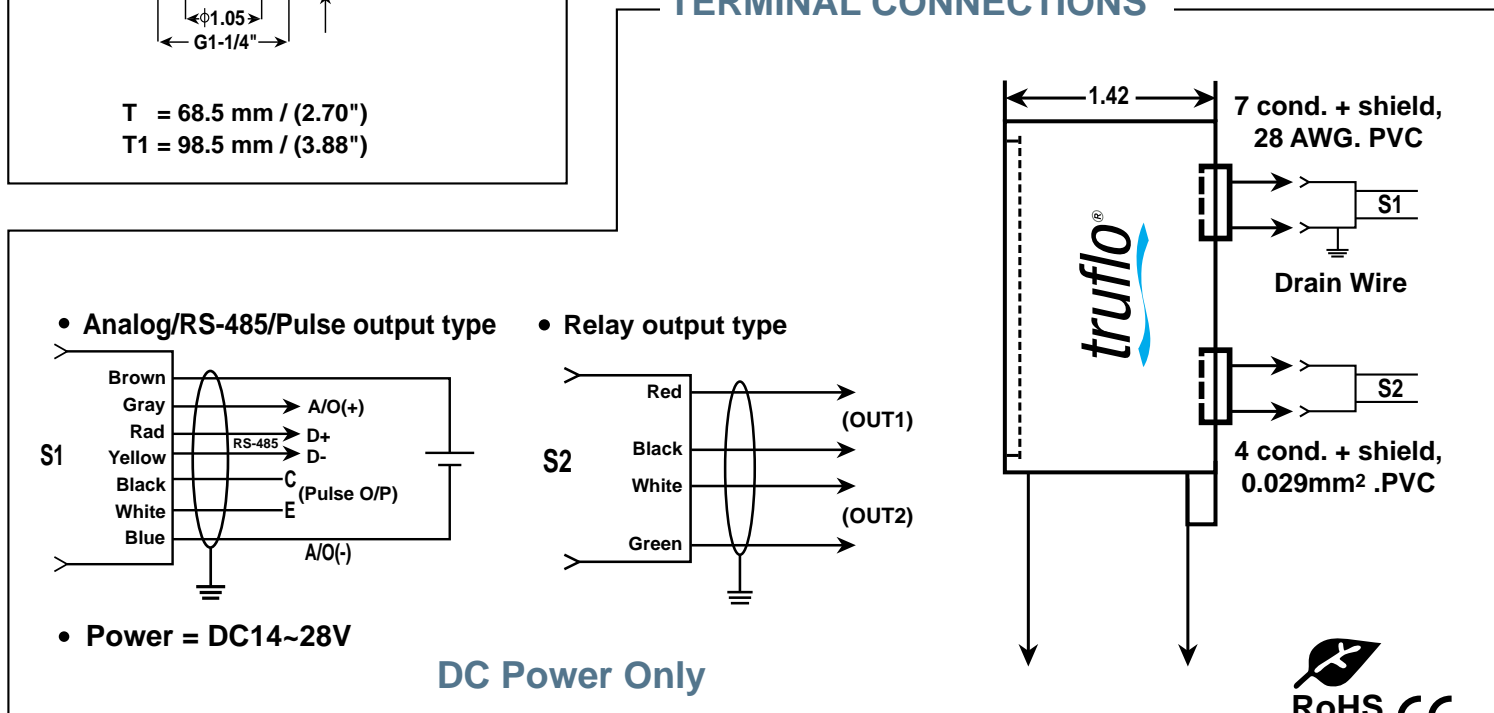 ϕ1.05
G1-1/4"
T = 68.5 mm / (2.70")
T1 = 98.5 mm / (3.88")
TERMINAL CONNECTIONS
• Analog/RS-485/Pulse output type
S1
Brown
Gray
Rad
Yellow
Black
White
Blue
A/O(+)
RS-485
D+
D-
C
(Pulse O/P)
E
A/O(-)
• Power = DC14~28V
• Relay output type
S2
Red
Black
White
Green
(OUT1)
(OUT2)
DC Power Only
1.42
truflo®
7 cond. + shield,
28 AWG. PVC
S1
Drain Wire
S2
4 cond. + shield,
0.029mm² .PVC
RoHS CE